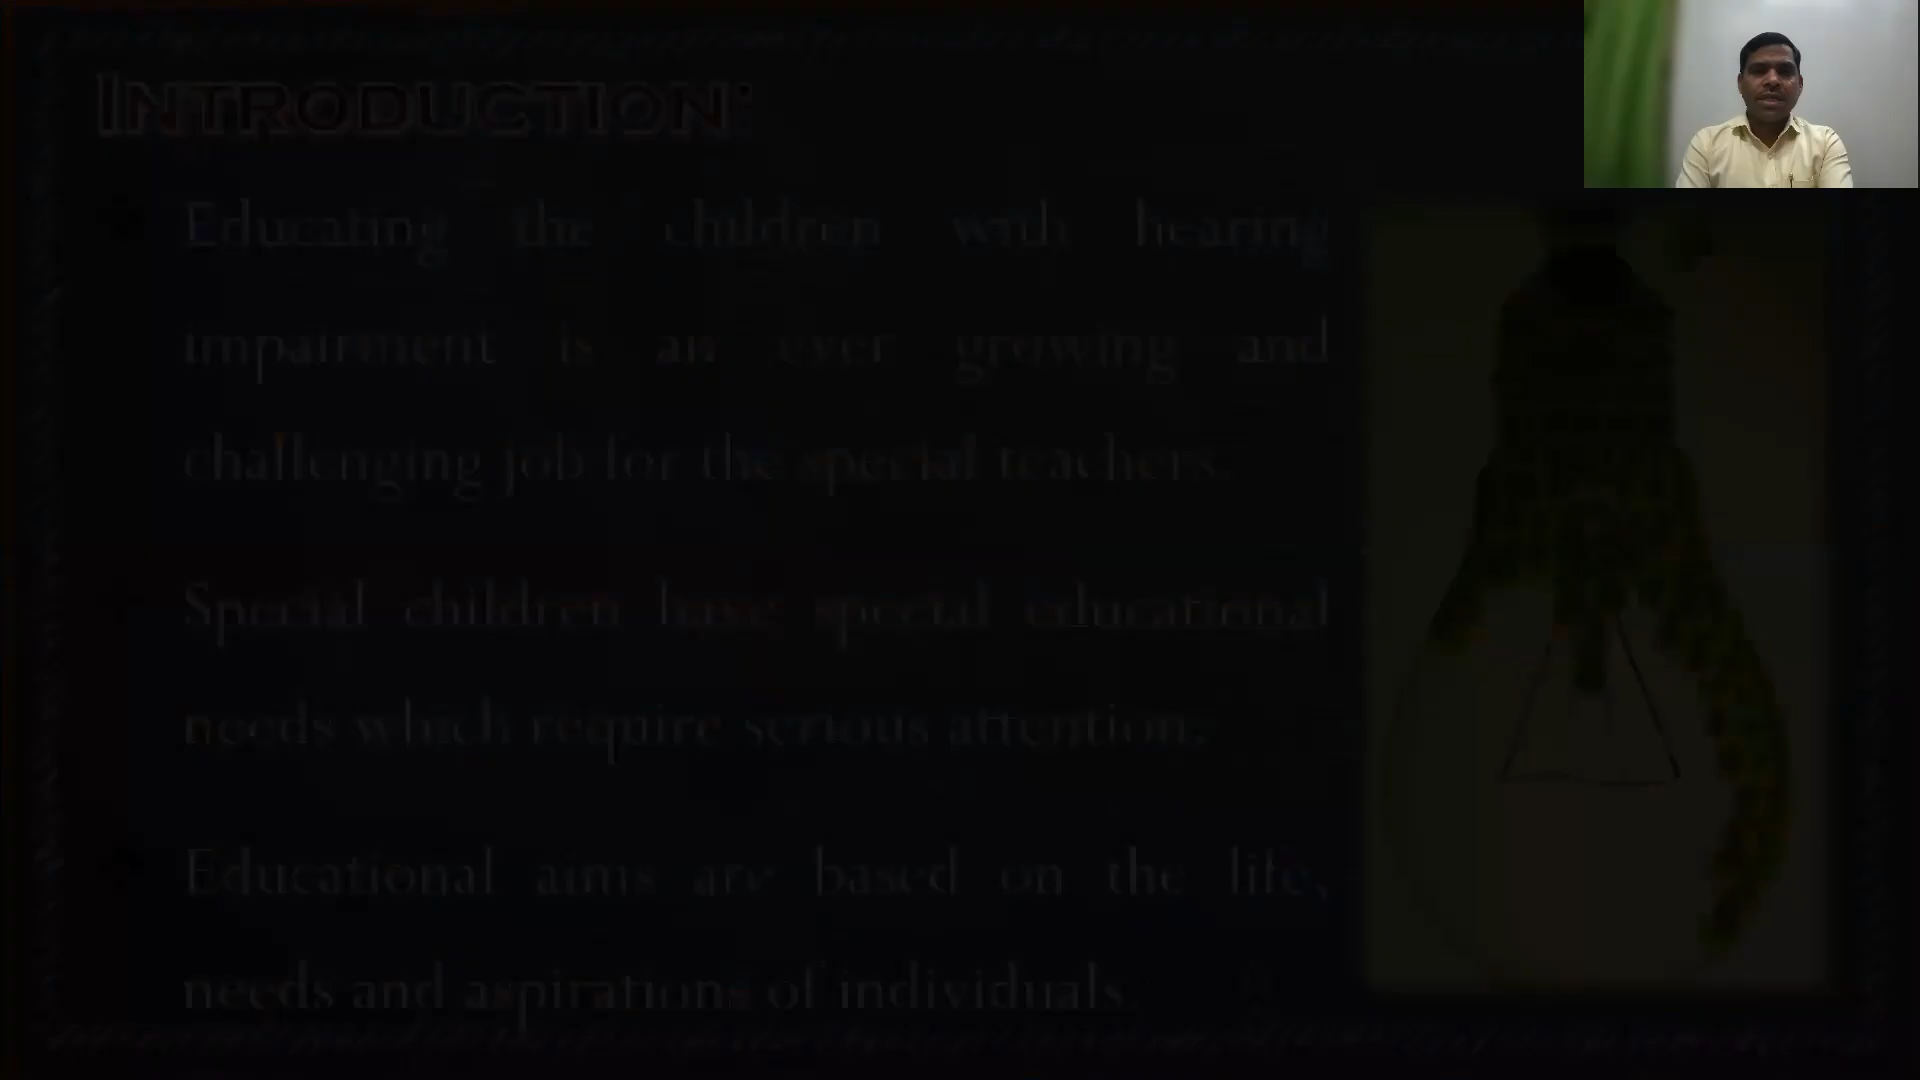 INTRODUCTION:
Educating the children with hearing
impairment is an ever growing and
challenging job for the special teachers.
Special children have special educational
needs which require serious attention.
Educational aims are based on the life,
needs and aspirations of individuals.